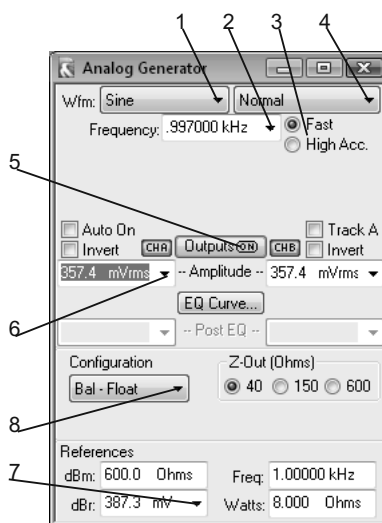 1 2 3 4
Analog Generator
Wfm: Sine Normal
Frequency: .997000 kHz Fast
High Acc.
5
Auto On Track A
Invert CHA Outputs ON CHB Invert
357.4 mVrms -- Amplitude -- 357.4 mVrms
6 EQ Curve...
-- Post EQ --
Configuration Z-Out (Ohms)
Bal - Float 40 150 600
8
References
7
dBm: 600.0 Ohms Freq: 1.00000 kHz
dBr: 387.3 mV Watts: 8.000 Ohms